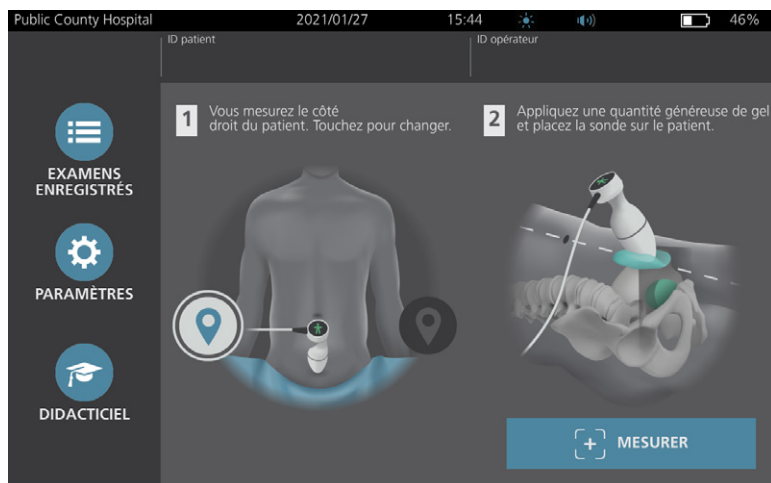 Public County Hospital 2021/01/27 15:44 46%
ID patient ID opérateur
1 Vous mesurez le côté
droit du patient. Touchez pour changer.
2 Appliquez une quantité généreuse de gel
et placez la sonde sur le patient.
EXAMENS
ENREGISTRÉS
PARAMÈTRES
DIDACTICIEL
MESURER